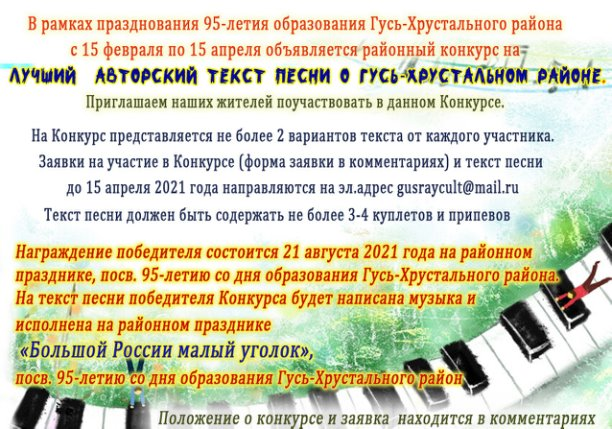 В рамках празднования 95-летия образования Гусь-Хрустального района
с 15 февраля по 15 апреля объявляется районный конкурс на
ЛУЧШИЙ АВТОРСКИЙ ТЕКСТ ПЕСНИ О ГУСЬ-ХРУСТАЛЬНОМ РАЙОНЕ.
Приглашаем наших жителей поучаствовать в данном Конкурсе.
На Конкурс представляется не более 2 вариантов текста от каждого участника.
Заявки на участие в Конкурсе (форма заявки в комментариях) и текст песни
до 15 апреля 2021 года направляются на эл.адрес gusraycult@mail.ru
Текст песни должен быть содержать не более 3-4 куплетов и припевов
Награждение победителя состоится 21 августа 2021 года на районном
празднике, посв. 95-летию со дня образования Гусь-Хрустального района.
На текст песни победителя Конкурса будет написана музыка и
исполнена на районном празднике
«Большой России малый уголок»,
посв. 95-летию со дня образования Гусь-Хрустального район
Положение о конкурсе и заявка находится в комментариях